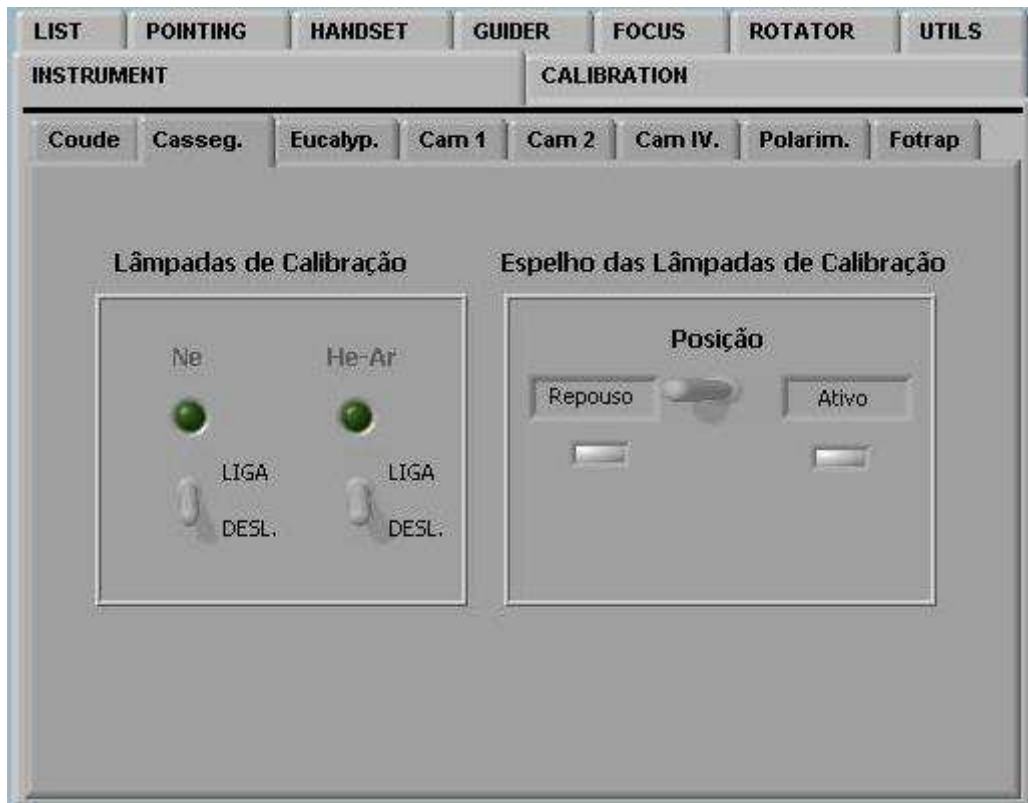 LIST POINTING HANDSET GUIDER FOCUS ROTATOR UTILS
INSTRUMENT CALIBRATION
Coude Casseg. Eucalyp. Cam 1 Cam 2 Cam IV. Polarim. Fotrap
Lâmpadas de Calibração Espelho das Lâmpadas de Calibração
Posição
Ne He-Ar
Repouso Ativo
LIGA LIGA
DESL. DESL.